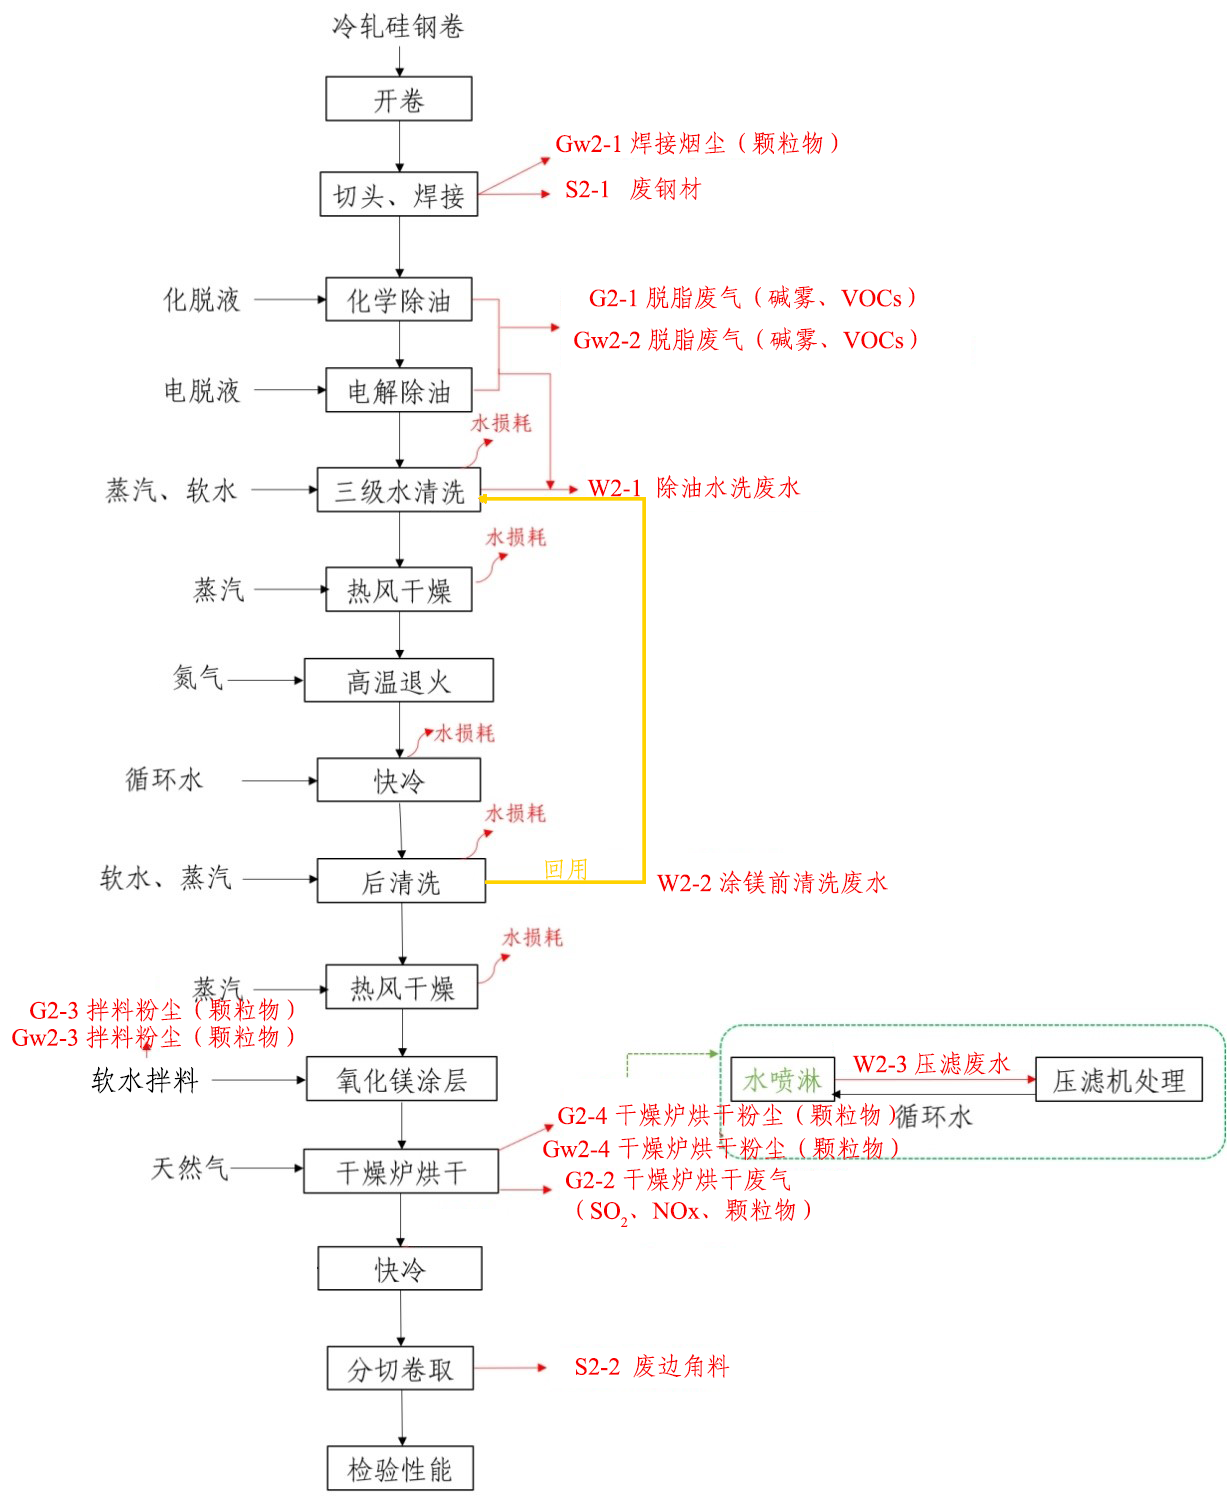 冷轧硅钢卷
开卷
Gw2-1 焊接烟尘（颗粒物）
切头、焊接
S2-1 废钢材
化脱液
化学除油
G2-1 脱脂废气（碱雾、VOCs）
Gw2-2 脱脂废气（碱雾、VOCs）
电脱液
电解除油
水损耗
蒸汽、软水
三级水清洗
W2-1 除油水洗废水
水损耗
蒸汽
热风干燥
氮气
高温退火
水损耗
循环水
快冷
水损耗
软水、蒸汽
后清洗
回用
W2-2 涂镁前清洗废水
水损耗
蒸汽
热风干燥
G2-3 拌料粉尘（颗粒物）
Gw2-3 拌料粉尘（颗粒物）
软水拌料
氧化镁涂层
水喷淋
W2-3 压滤废水
压滤机处理
循环水
G2-4 干燥炉烘干粉尘（颗粒物）
Gw2-4 干燥炉烘干粉尘（颗粒物）
天然气
干燥炉烘干
G2-2 干燥炉烘干废气
（SO₂、NOx、颗粒物）
快冷
分切卷取
S2-2 废边角料
检验性能